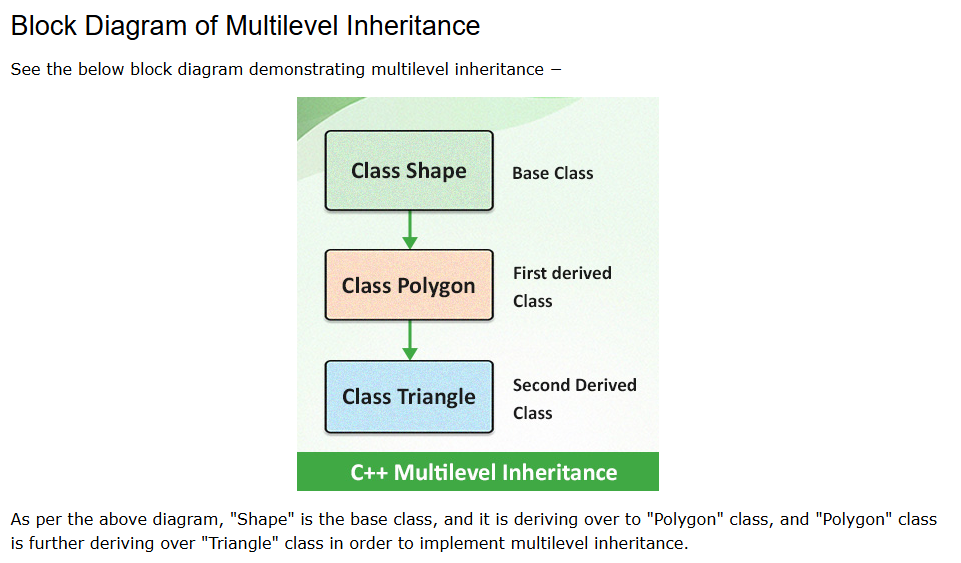 Block Diagram of Multilevel Inheritance
See the below block diagram demonstrating multilevel inheritance −
Class Shape
Base Class
Class Polygon
First derived
Class
Class Triangle
Second Derived
Class
C++ Multilevel Inheritance
As per the above diagram, "Shape" is the base class, and it is deriving over to "Polygon" class, and "Polygon" class
is further deriving over "Triangle" class in order to implement multilevel inheritance.